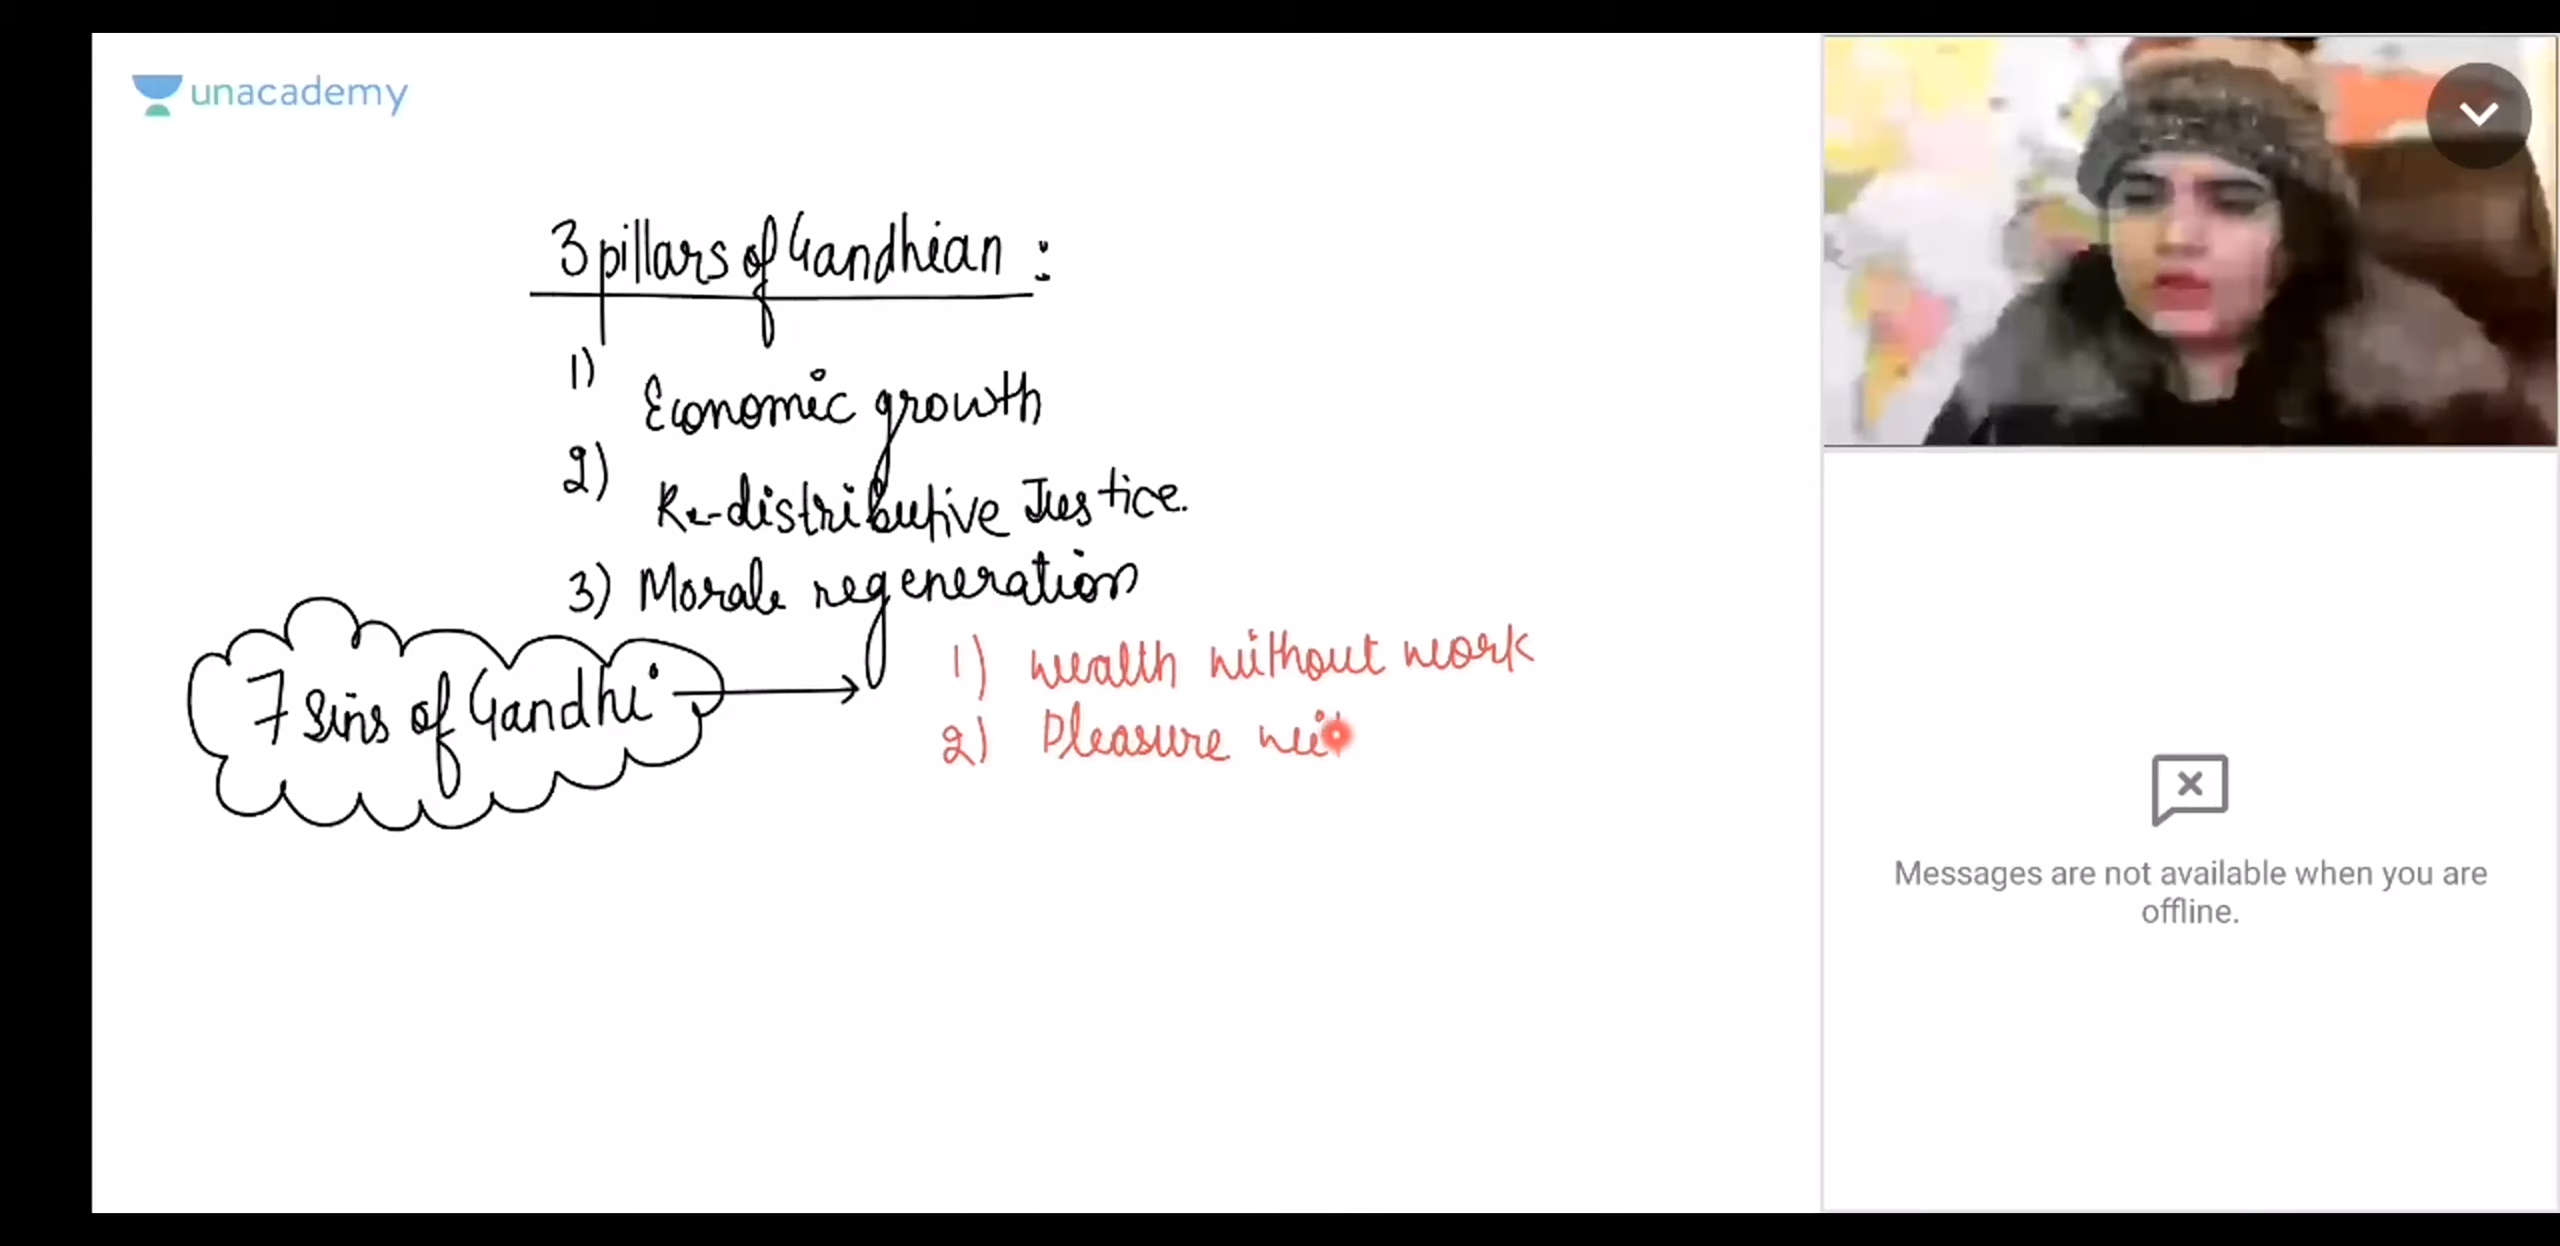 unacademy
3 pillars of Gandhian :
1) Economic growth
2) Re-distributive Justice.
3) Morale regeneration
7 Sins of Gandhi
1) wealth without work
2) Pleasure wit
Messages are not available when you are
offline.